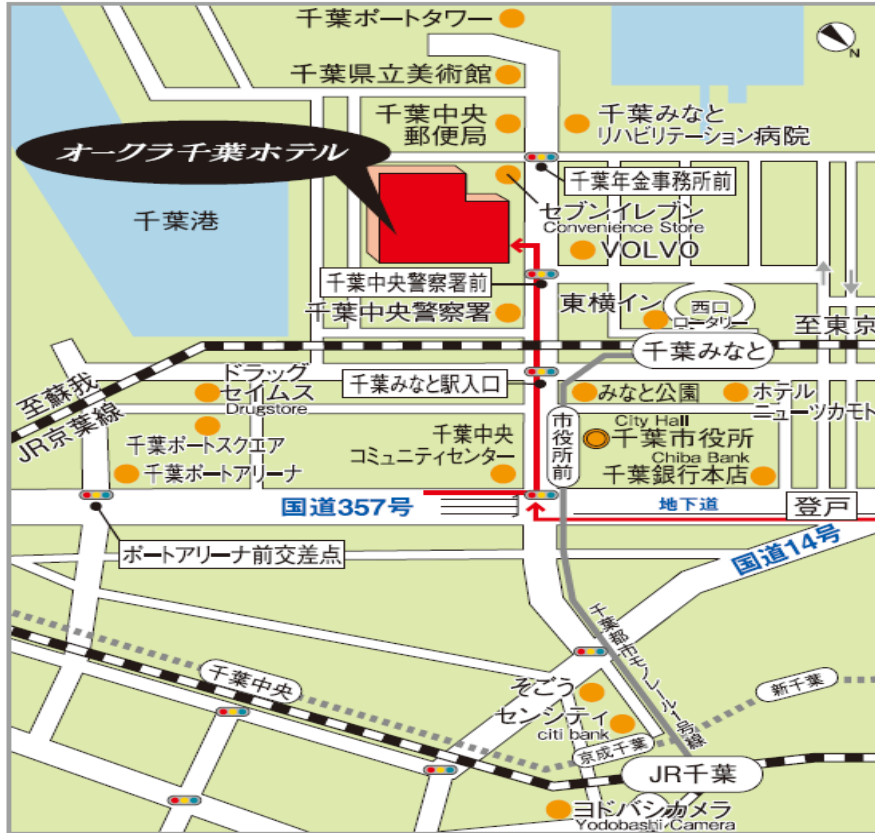 千葉ポートタワー
N
千葉県立美術館
千葉中央
郵便局
千葉みなと
リハビリテーション病院
オークラ千葉ホテル
千葉年金事務所前
千葉港
セブンイレブン
Convenience Store
VOLVO
千葉中央警察署前
千葉中央警察署
東横イン
西口
ロータリー
至東京
千葉みなと
至蘇我
JR京葉線
ドラッグ
セイムス
Drugstore
千葉みなと駅入口
みなと公園
ホテル
ニューツカモト
市役所前
City Hall
千葉市役所
Chiba Bank
千葉銀行本店
千葉ポートスクエア
千葉ポートアリーナ
千葉中央
コミュニティセンター
国道357号
地下道
登戸
ポートアリーナ前交差点
国道14号
千葉都市モノレール1号線
千葉中央
そごう
センシティ
citi bank
新千葉
京成千葉
JR千葉
ヨドバシカメラ
Yodobashi Camera